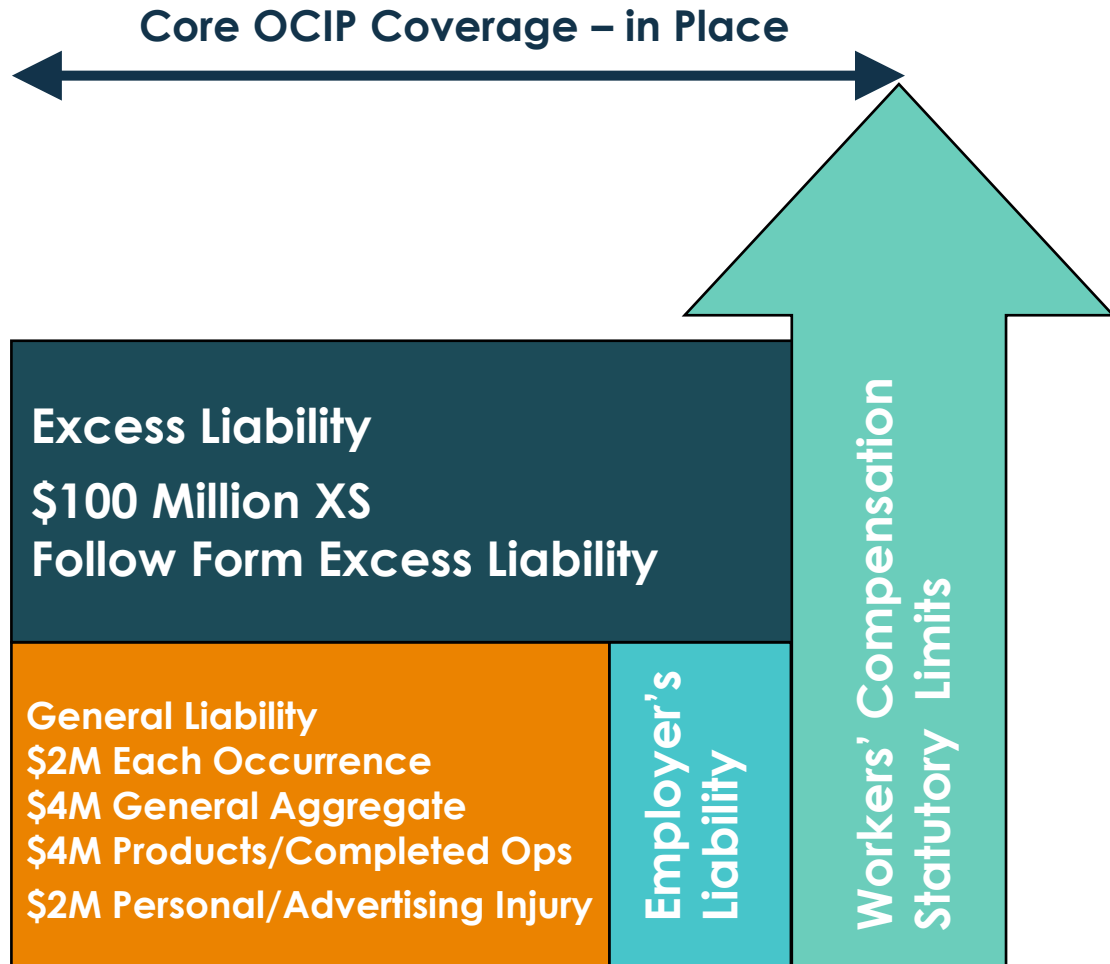 Core OCIP Coverage – in Place
Excess Liability
$100 Million XS
Follow Form Excess Liability
General Liability
$2M Each Occurrence
$4M General Aggregate
$4M Products/Completed Ops
$2M Personal/Advertising Injury
Employer’s
Liability
Workers’ Compensation
Statutory Limits